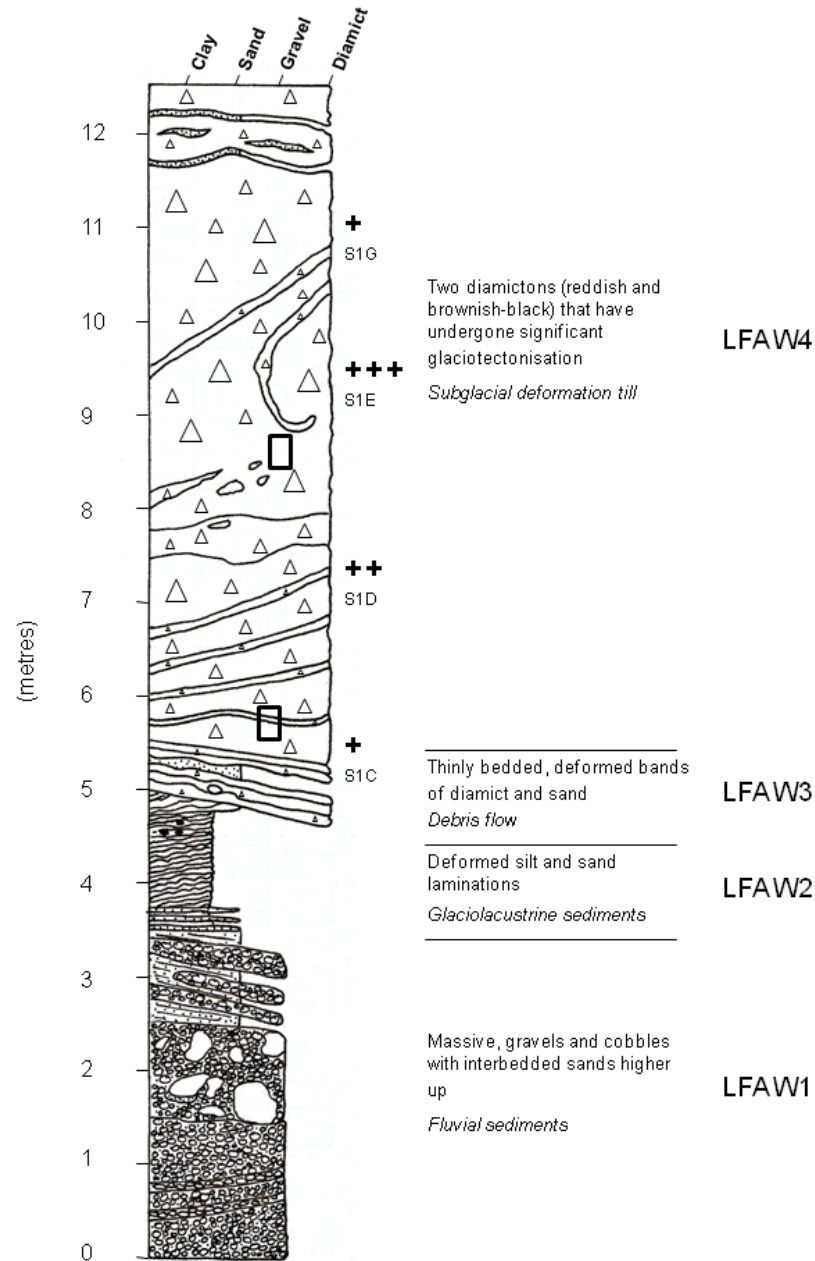 Clay
Sand
Gravel
Diamict
12
11
S1G
10
Two diamictons (reddish and
brownish-black) that have
undergone significant
glaciotectonisation
Subglacial deformation till
LFAW4
9
S1E
8
7
S1D
6
(metres)
5
S1C
Thinly bedded, deformed bands
of diamict and sand
Debris flow
LFAW3
4
Deformed silt and sand
laminations
Glaciolacustrine sediments
LFAW2
3
2
Massive, gravels and cobbles
with interbedded sands higher
up
Fluvial sediments
LFAW1
1
0